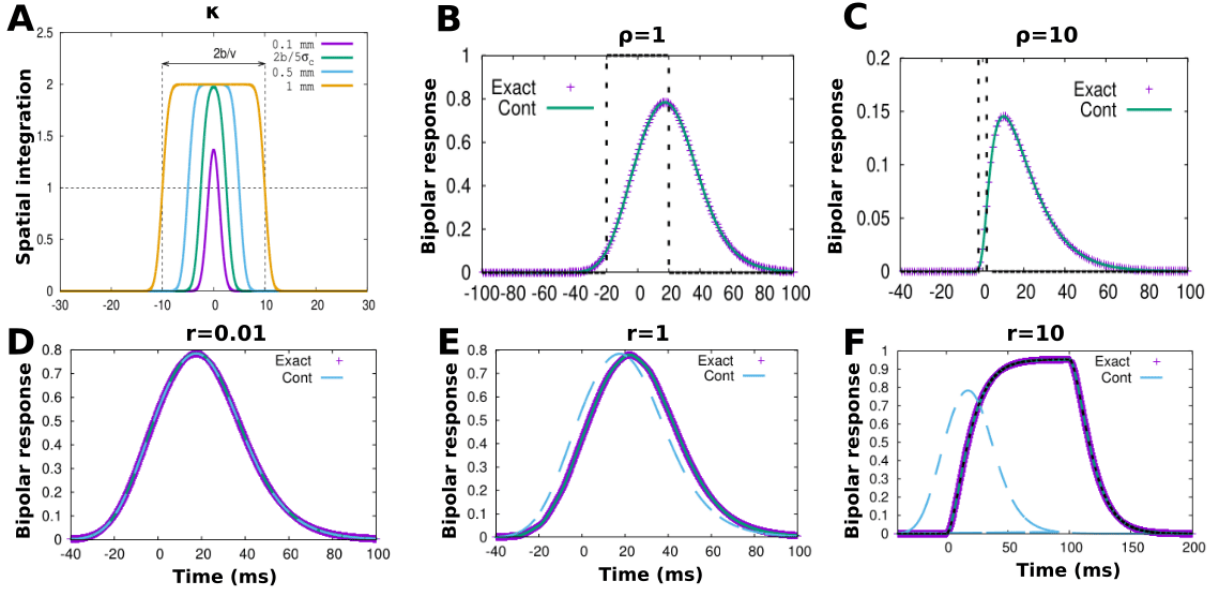 A
κ
Spatial integration
2.5
2
1.5
1
0.5
0
2b/v
0.1 mm
2b/5σc
0.5 mm
1 mm
-30 -20 -10 0 10 20 30
B
ρ=1
Bipolar response
1
0.8
0.6
0.4
0.2
0
Exact
Cont
-100-80 -60 -40 -20 0 20 40 60 80 100
C
ρ=10
Bipolar response
0.2
0.15
0.1
0.05
0
Exact
Cont
-40 -20 0 20 40 60 80 100
D
r=0.01
Bipolar response
0.8
0.7
0.6
0.5
0.4
0.3
0.2
0.1
0
Exact
Cont
-40 -20 0 20 40 60 80 100
Time (ms)
E
r=1
Bipolar response
0.8
0.7
0.6
0.5
0.4
0.3
0.2
0.1
0
Exact
Cont
-40 -20 0 20 40 60 80 100
Time (ms)
F
r=10
Bipolar response
1
0.9
0.8
0.7
0.6
0.5
0.4
0.3
0.2
0.1
0
Exact
Cont
0 50 100 150 200
Time (ms)